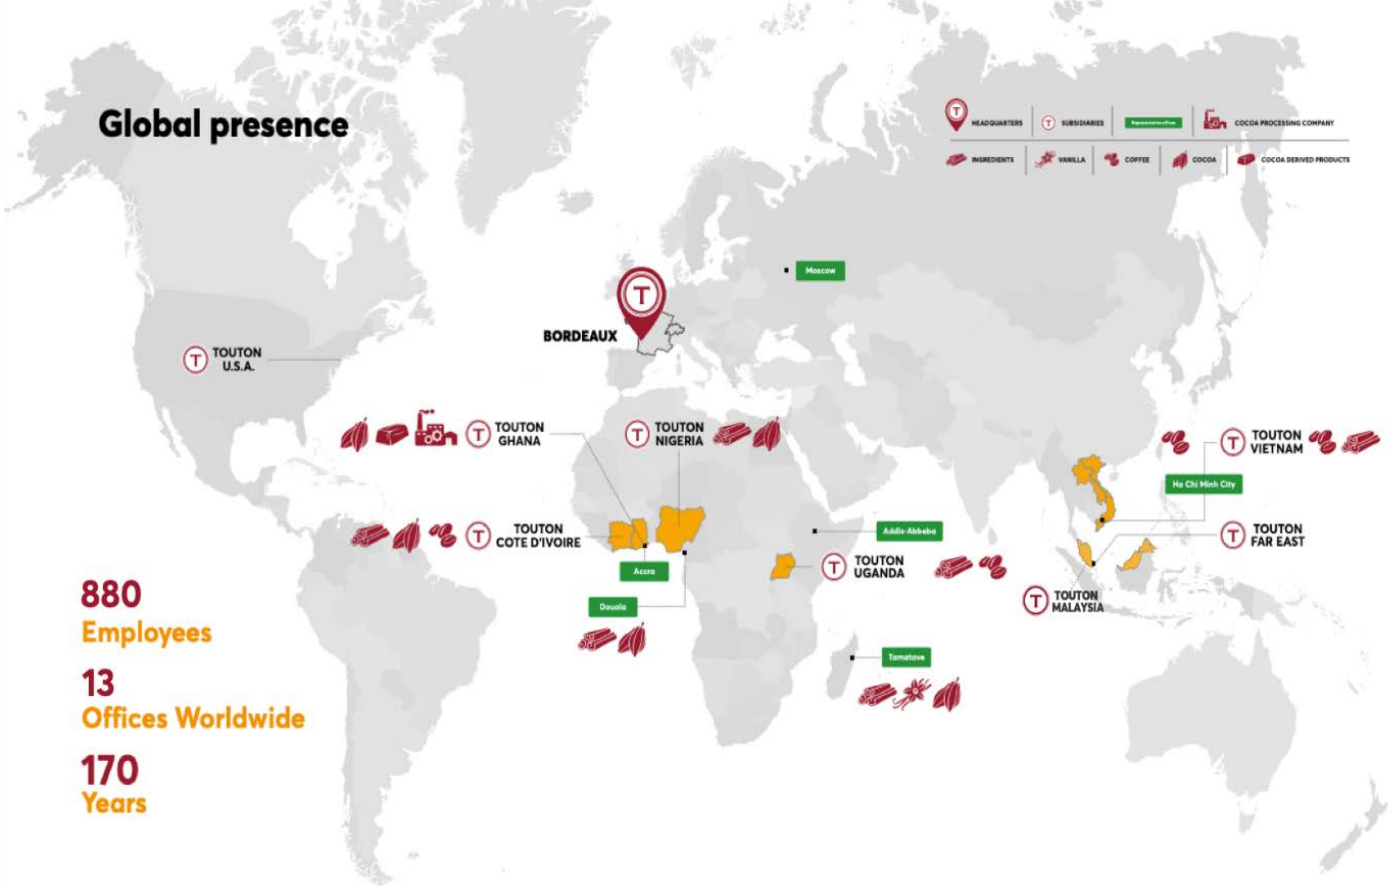 Global presence
HEADQUARTERS
T SUBSIDIARIES
Representative offices
COCOA PROCESSING COMPANY
INGREDIENTS
VANILLA
COFFEE
COCOA
COCOA DERIVED PRODUCTS
Moscow
T
BORDEAUX
T TOUTON
U.S.A.
T TOUTON
GHANA
T TOUTON
NIGERIA
T TOUTON
VIETNAM
Ho Chi Minh City
T TOUTON
COTE D'IVOIRE
Addis-Abbeba
T TOUTON
FAR EAST
Accra
T TOUTON
UGANDA
T TOUTON
MALAYSIA
Douala
Tamatave
880
Employees
13
Offices Worldwide
170
Years